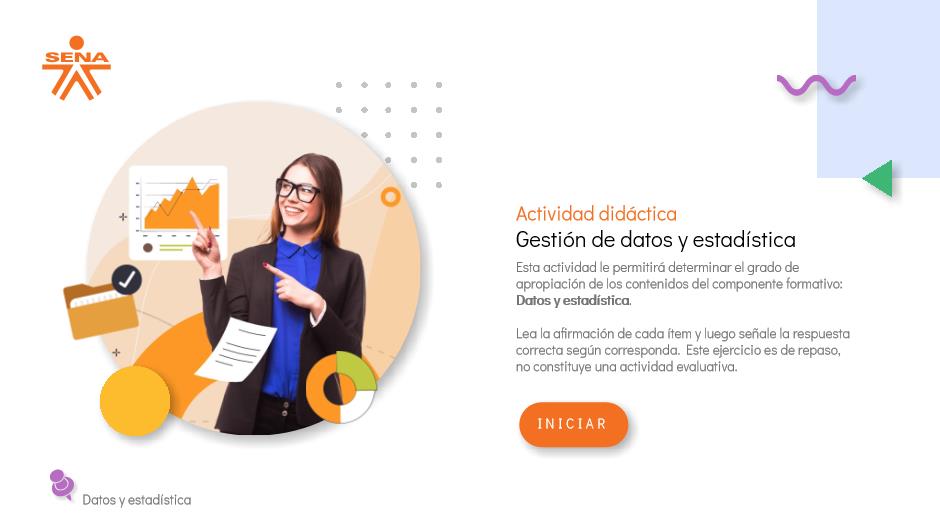 SENA
Actividad didáctica
Gestión de datos y estadística
Esta actividad le permitirá determinar el grado de
apropiación de los contenidos del componente formativo:
Datos y estadística.
Lea la afirmación de cada ítem y luego señale la respuesta
correcta según corresponda. Este ejercicio es de repaso,
no constituye una actividad evaluativa.
INICIAR
Datos y estadística